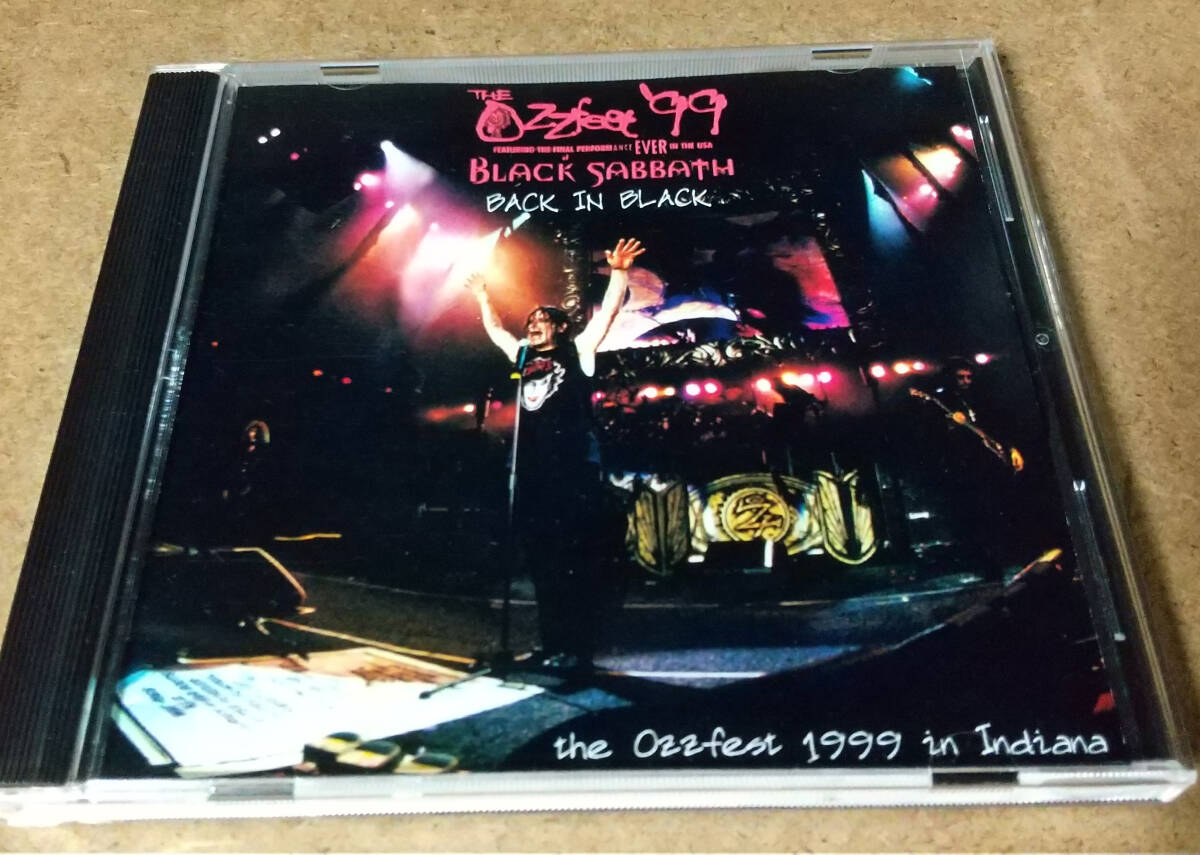 THE
Ozzfest '99
FEATURING THE FINAL PERFORMANCE EVER IN THE USA
of
BLACK SABBATH
BACK IN BLACK
the Ozzfest 1999 in Indiana